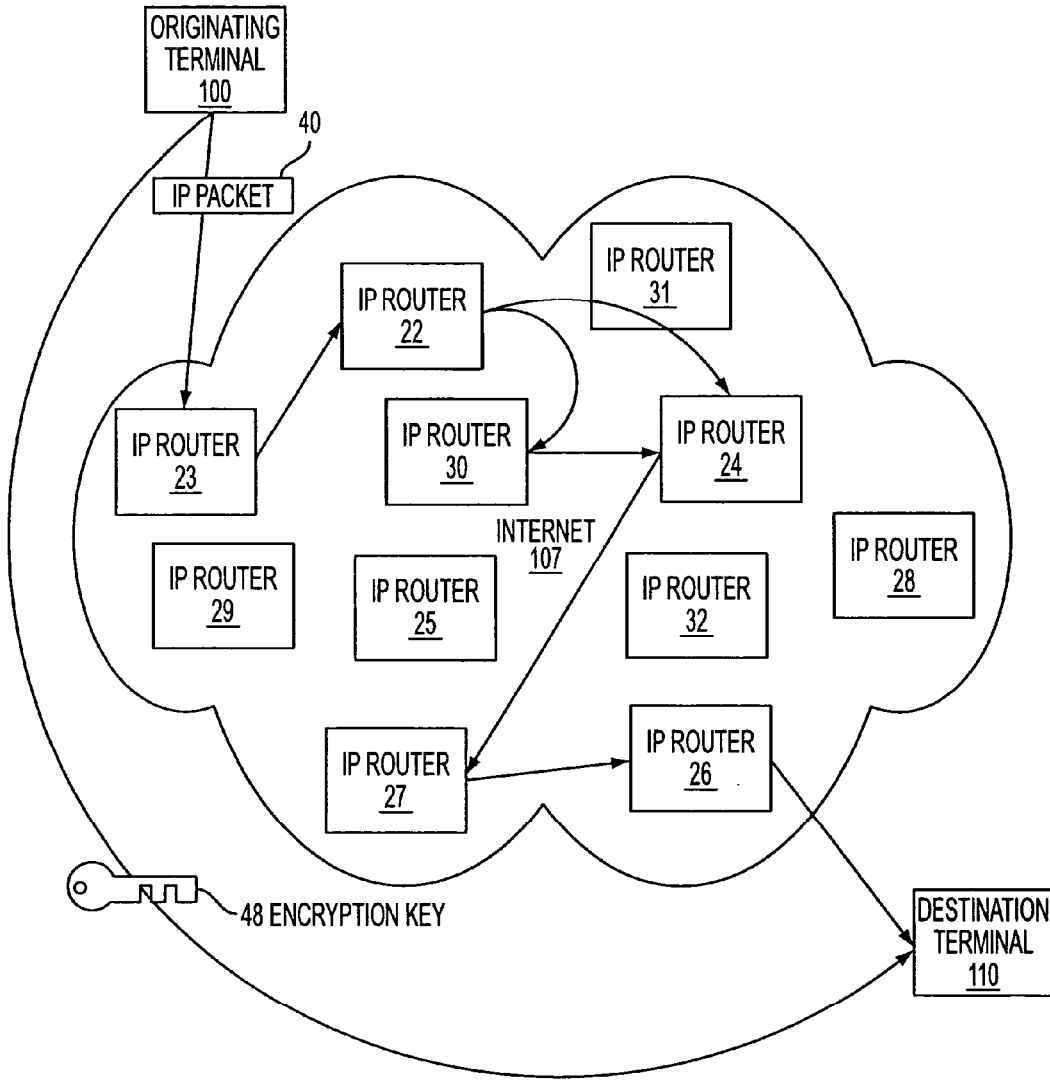 ORIGINATING
TERMINAL
100
40
IP PACKET
IP ROUTER
31
IP ROUTER
22
IP ROUTER
23
IP ROUTER
30
IP ROUTER
24
INTERNET
107
IP ROUTER
28
IP ROUTER
29
IP ROUTER
25
IP ROUTER
32
IP ROUTER
27
IP ROUTER
26
48 ENCRYPTION KEY
DESTINATION
TERMINAL
110